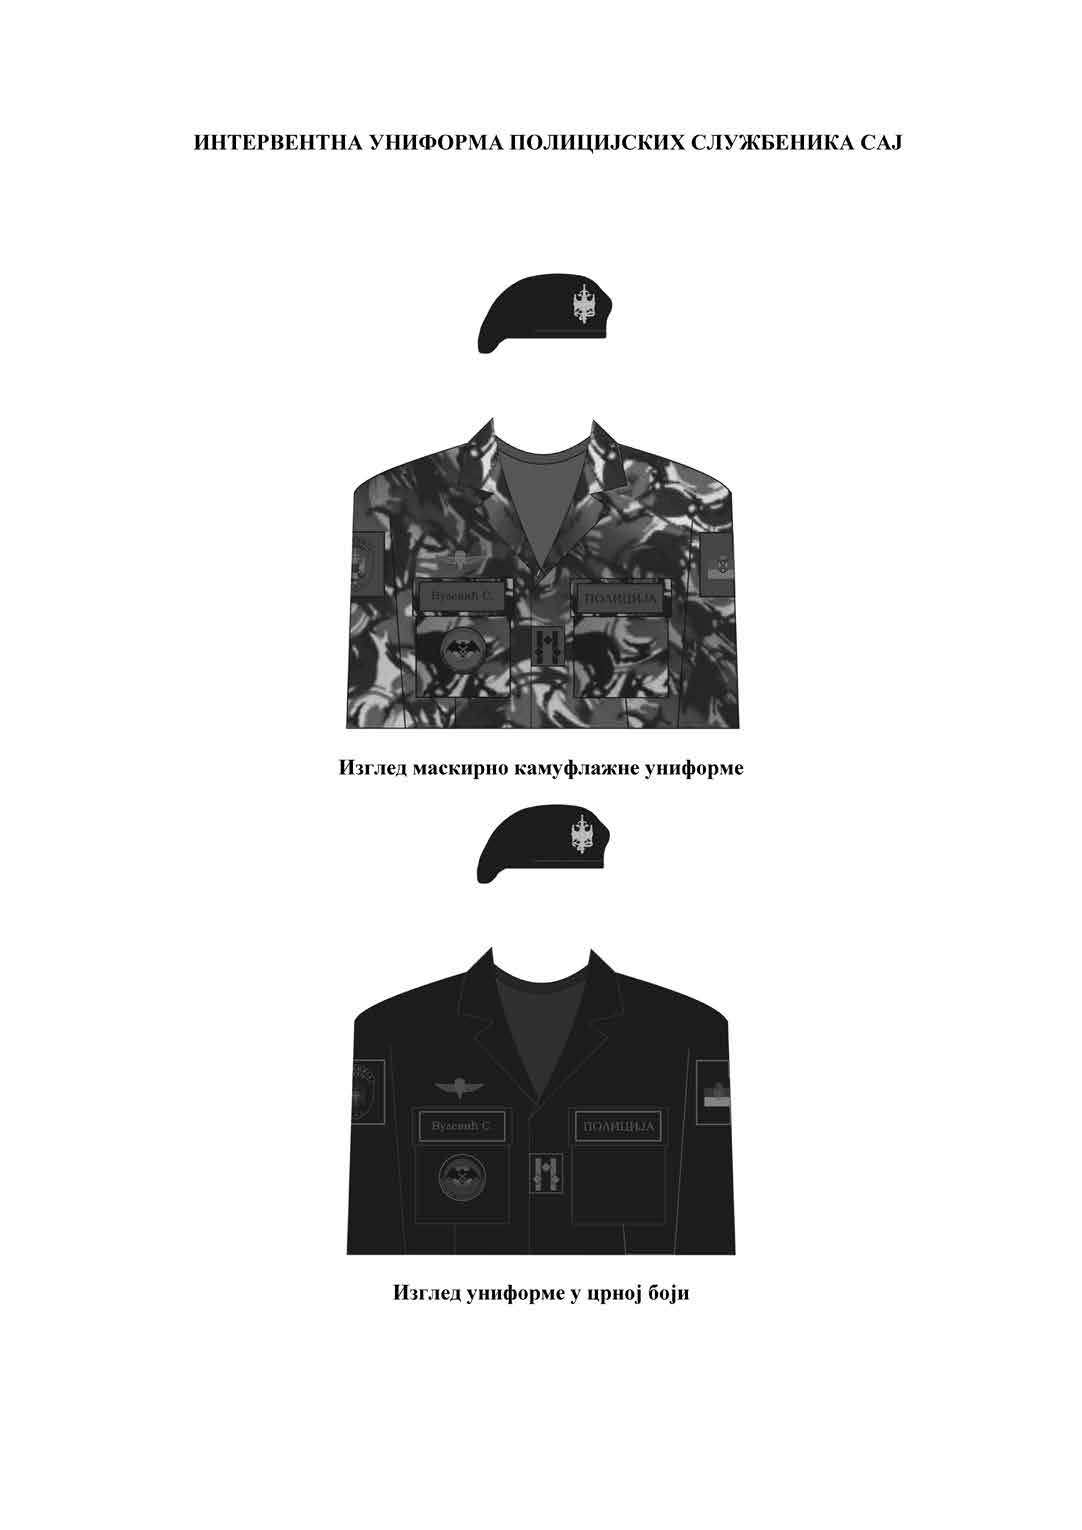 ИНТЕРВЕНТНА УНИФОРМА ПОЛИЦИЈСКИХ СЛУЖБЕНИКА САЈ
Вулевић С.
ПОЛИЦИЈА
Изглед маскирно камуфлажне униформе
Вулевић С.
ПОЛИЦИЈА
Изглед униформе у црној боји